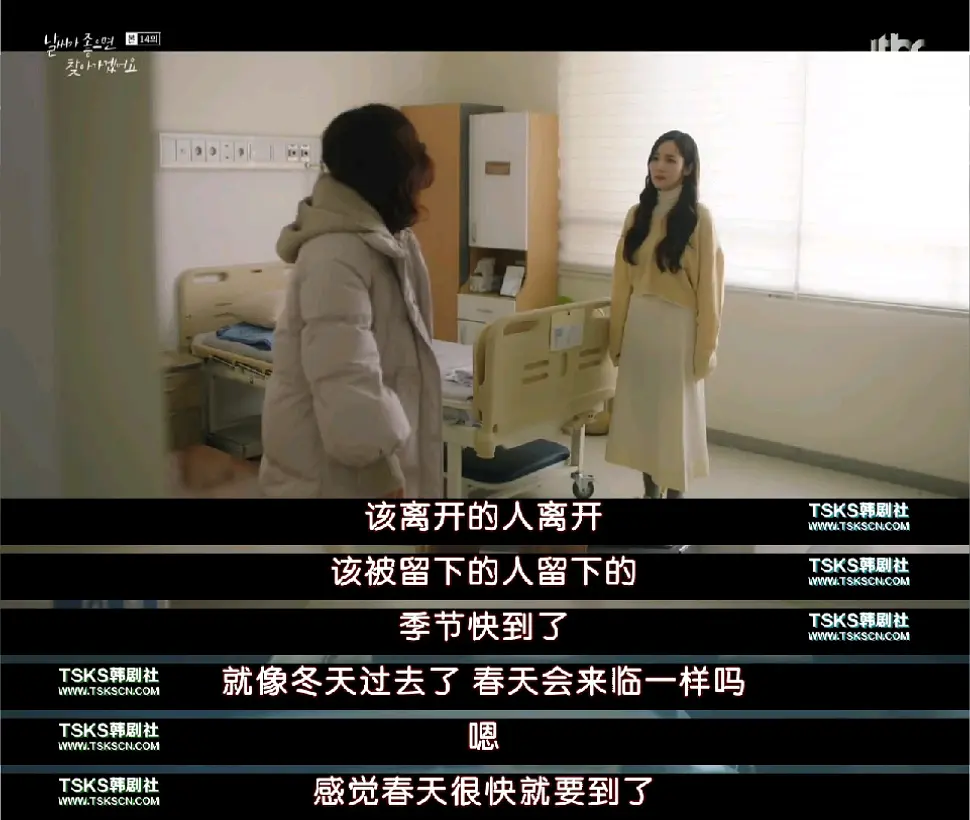 날씨가 좋으면 본 14회
찾아가겠어요
jtbc
该离开的人离开
TSKS韩剧社
WWW.TSKSCN.COM
该被留下的人留下的
TSKS韩剧社
WWW.TSKSCN.COM
季节快到了
TSKS韩剧社
WWW.TSKSCN.COM
TSKS韩剧社
WWW.TSKSCN.COM
就像冬天过去了 春天会来临一样吗
TSKS韩剧社
WWW.TSKSCN.COM
嗯
TSKS韩剧社
WWW.TSKSCN.COM
感觉春天很快就要到了